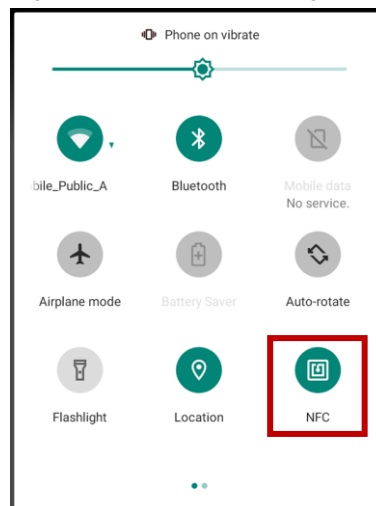 Phone on vibrate
bile_Public_A
Bluetooth
Mobile data
No service.
Airplane mode
Battery Saver
Auto-rotate
Flashlight
Location
NFC